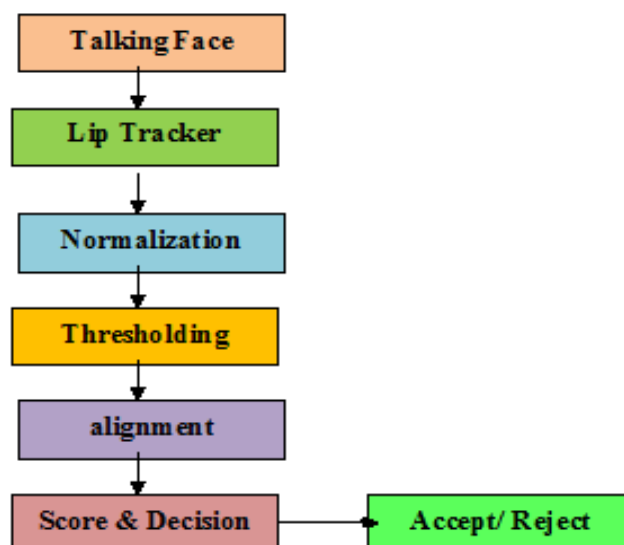 Talking Face
Lip Tracker
Normalization
Thresholding
alignment
Score & Decision
Accept/ Reject